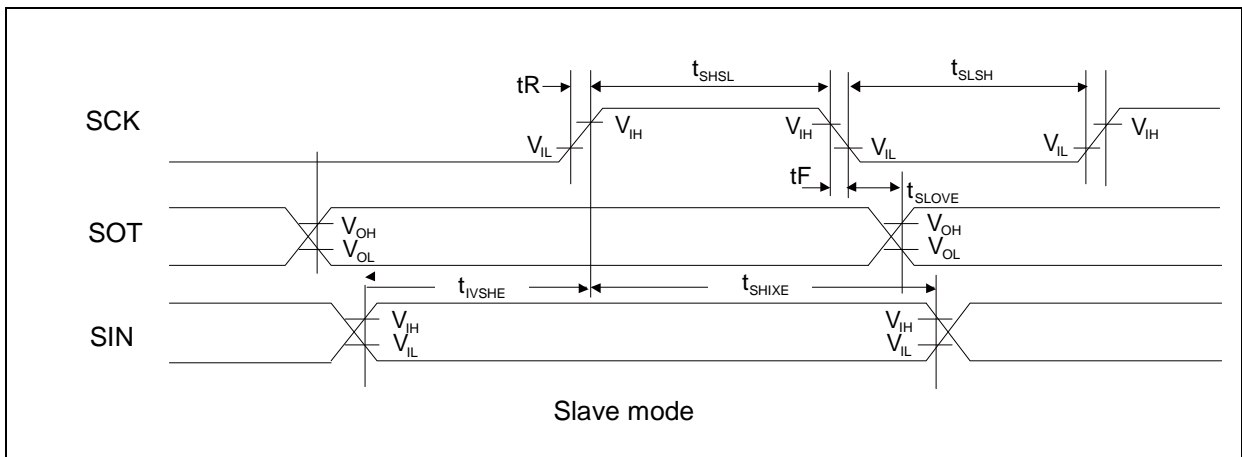 tR
tSHSL
tSLSH
SCK
VIH
VIH
VIH
VIL
VIL
VIL
tF
tSLOVE
SOT
VOH
VOL
VOH
VOL
tIVSHE
tSHIXE
SIN
VIH
VIL
VIH
VIL
Slave mode